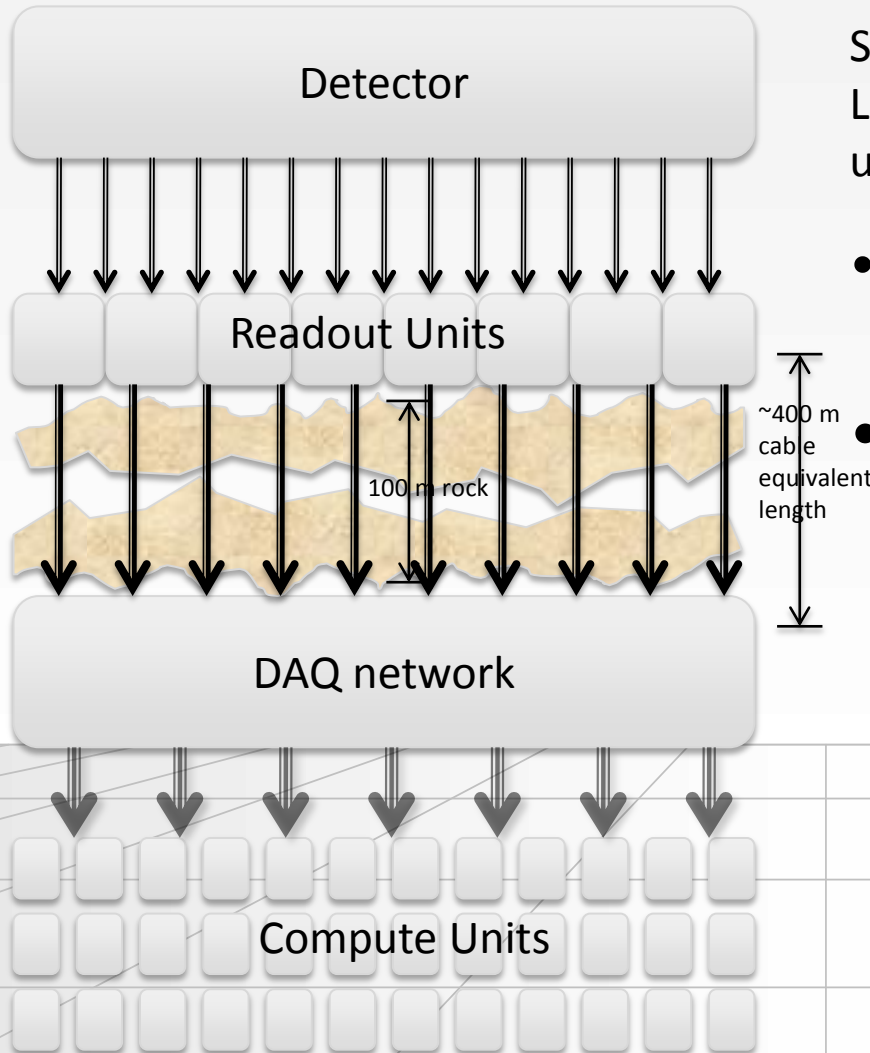 Detector
S
L
u
•
Readout Units
~400 m
cable
equivalent
length
•
100 m rock
DAQ network
Compute Units